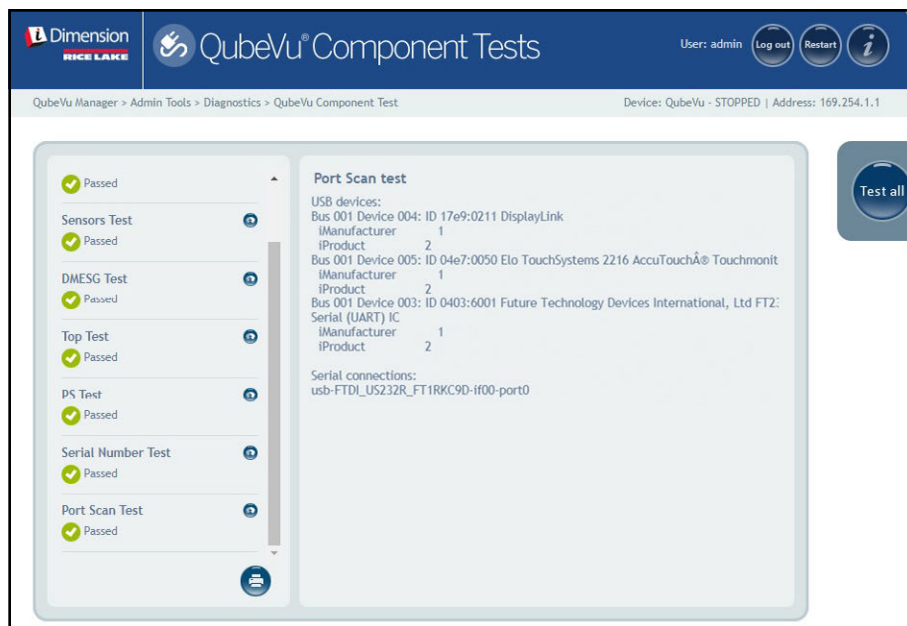 iDimension
RICE LAKE
QubeVu® Component Tests
User: admin
Log out
Restart
i
QubeVu Manager > Admin Tools > Diagnostics > QubeVu Component Test
Device: QubeVu - STOPPED | Address: 169.254.1.1
Passed
Sensors Test
Passed
DMESG Test
Passed
Top Test
Passed
PS Test
Passed
Serial Number Test
Passed
Port Scan Test
Passed
Port Scan test
USB devices:
Bus 001 Device 004: ID 17e9:0211 DisplayLink
iManufacturer 1
iProduct 2
Bus 001 Device 005: ID 04e7:0050 Elo TouchSystems 2216 AccuTouchÂ® Touchmonit
iManufacturer 1
iProduct 2
Bus 001 Device 003: ID 0403:6001 Future Technology Devices International, Ltd FT2
Serial (UART) IC
iManufacturer 1
iProduct 2
Serial connections:
usb-FTDI_US232R_FT1RKC9D-if00-port0
Test all